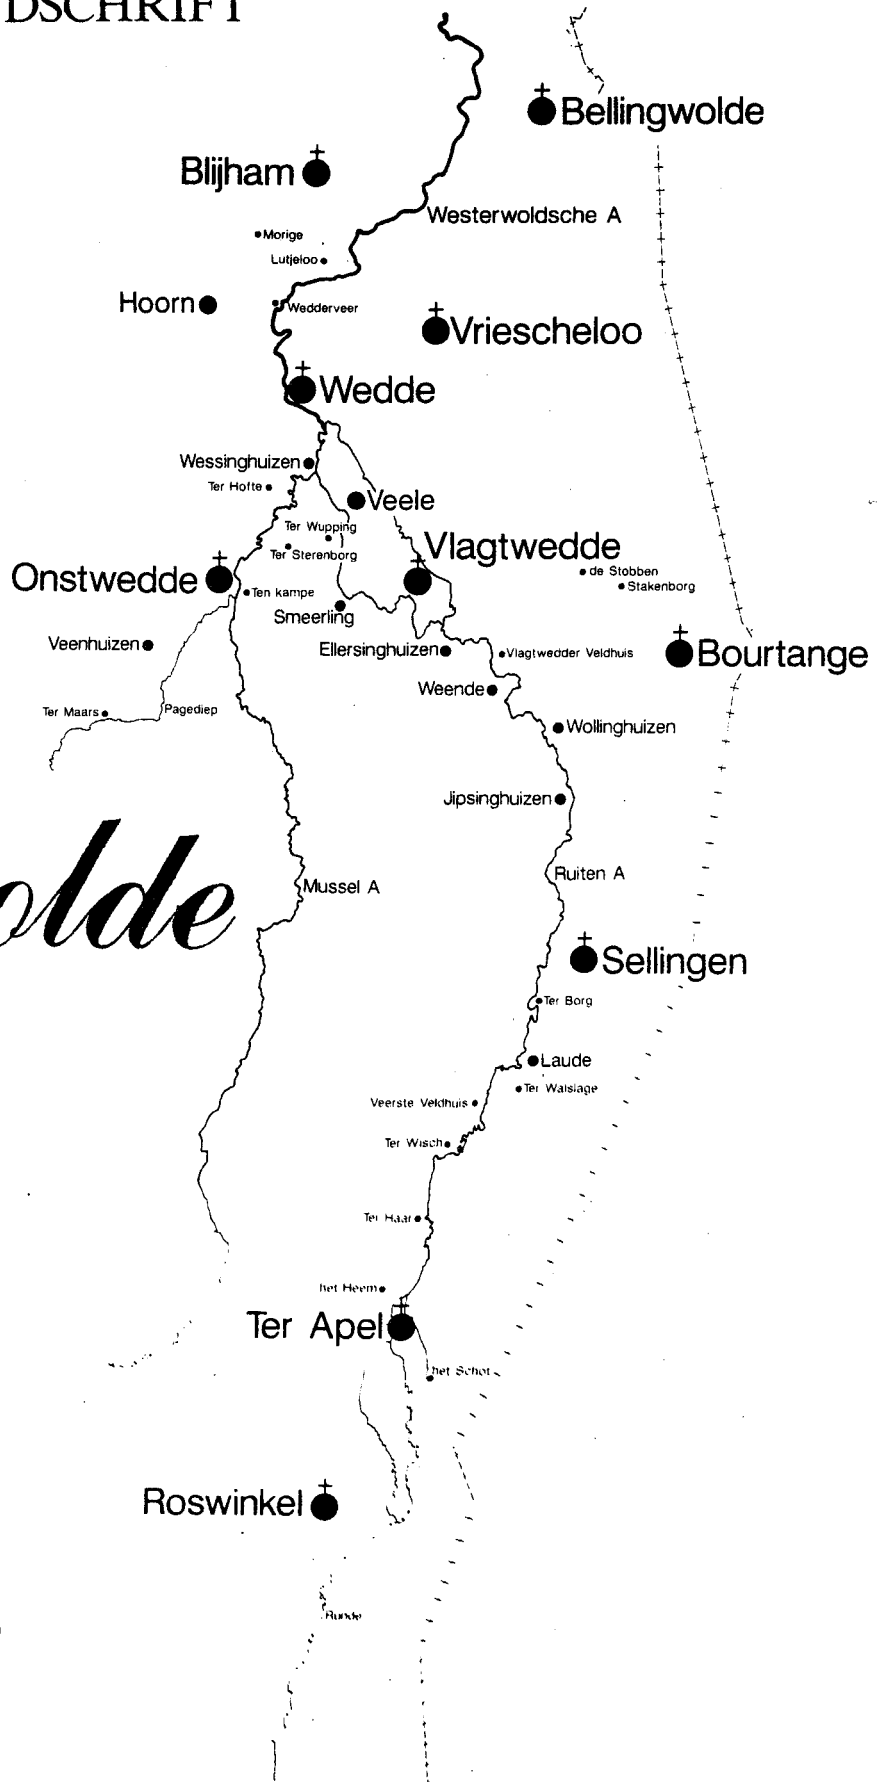 DSCHRIFT
Bellingwolde
Blijham
Westerwoldsche A
Morige
Lutjeloo
Hoorn
Wedderveer
Vriescheloo
Wedde
Wessinghuizen
Ter Hofte
Veele
Ter Wupping
Vlagtwedde
Ter Sterenborg
de Stobben
Onstwedde
Stakenborg
Ten kampe
Smeerling
Veenhuizen
Ellersinghuizen
Vlagtwedder Veldhuis
Bourtange
Weende
Ter Maars
Pagediep
Wollinghuizen
Jipsinghuizen
Ruiten A
Mussel A
olde
Sellingen
Ter Borg
Laude
Ter Walslage
Veerste Veldhuis
Ter Wisch
Ter Haar
het Heem
Ter Apel
het Schot
Roswinkel
Runde